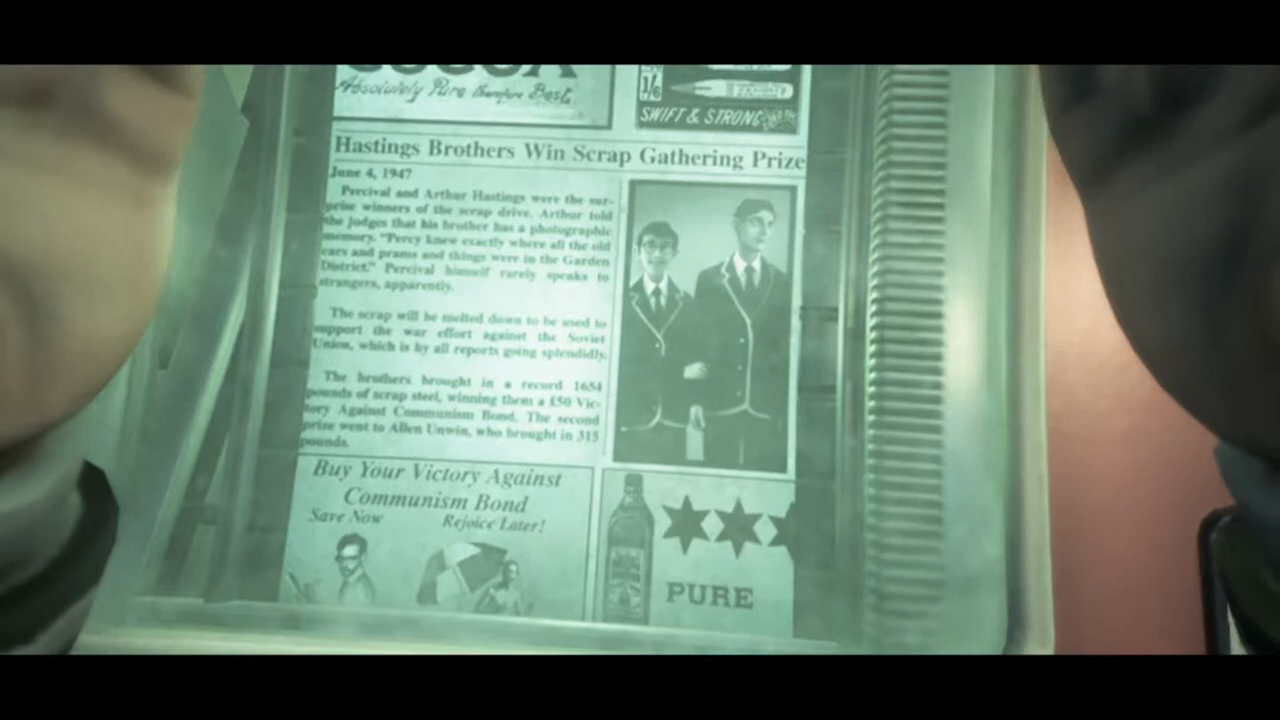 COCOA
Absolutely Pure therefore Best.
1/6
SWIFT & STRONG
Hastings Brothers Win Scrap Gathering Prize
June 4, 1947
Percival and Arthur Hastings were the sur-
prise winners of the scrap drive. Arthur told
the judges that his brother has a photographic
memory. "Percy knew exactly where all the old
cars and prams and things were in the Garden
District." Percival himself rarely speaks to
strangers, apparently.
The scrap will be melted down to be used to
support the war effort against the Soviet
Union, which is by all reports going splendidly.
The brothers brought in a record 1654
pounds of scrap steel, winning them a £50 Vic-
tory Against Communism Bond. The second
prize went to Allen Unwin, who brought in 315
pounds.
Buy Your Victory Against
Communism Bond
Save Now Rejoice Later!
PURE